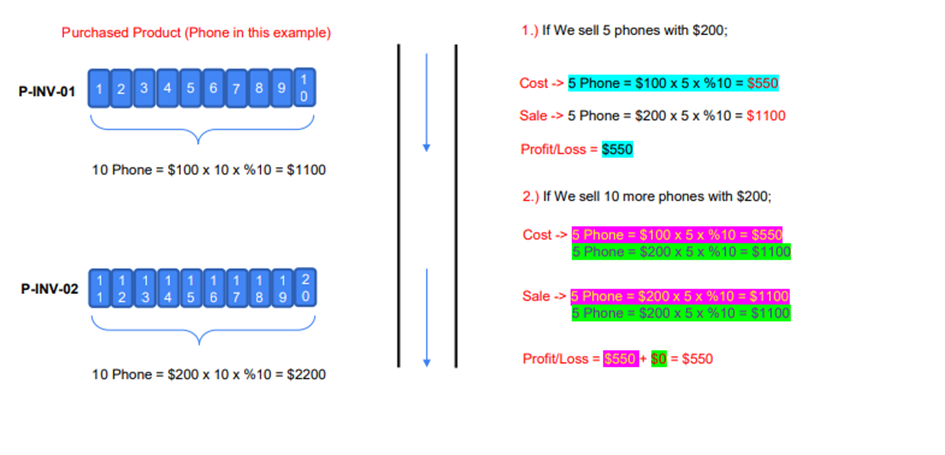 Purchased Product (Phone in this example)
P-INV-01
1 2 3 4 5 6 7 8 9 10
10 Phone = $100 x 10 x %10 = $1100
P-INV-02
11 12 13 14 15 16 17 18 19 20
10 Phone = $200 x 10 x %10 = $2200
1.) If We sell 5 phones with $200;
Cost -> 5 Phone = $100 x 5 x %10 = $550
Sale -> 5 Phone = $200 x 5 x %10 = $1100
Profit/Loss = $550
2.) If We sell 10 more phones with $200;
Cost -> 5 Phone = $100 x 5 x %10 = $550
5 Phone = $200 x 5 x %10 = $1100
Sale -> 5 Phone = $200 x 5 x %10 = $1100
5 Phone = $200 x 5 x %10 = $1100
Profit/Loss = $550 + $0 = $550